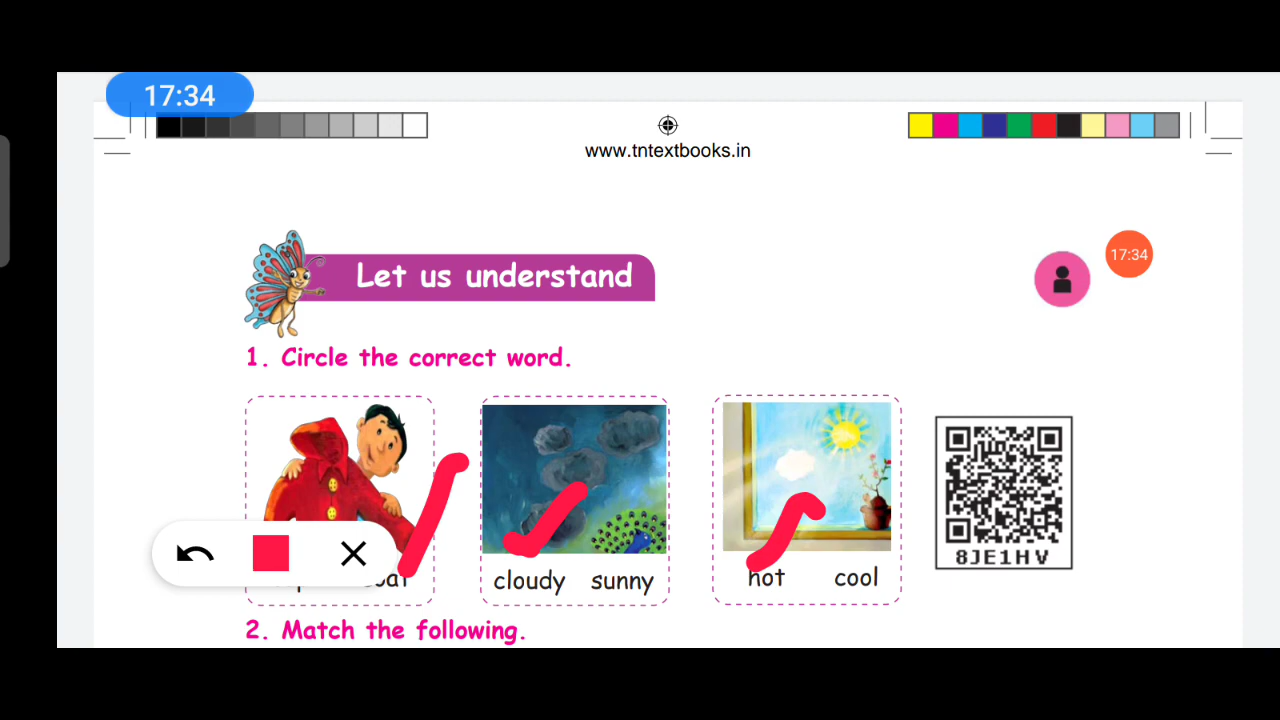 17:34
www.tntextbooks.in
Let us understand
17:34
1. Circle the correct word.
cloudy sunny
hot cool
8JE1HV
2. Match the following.